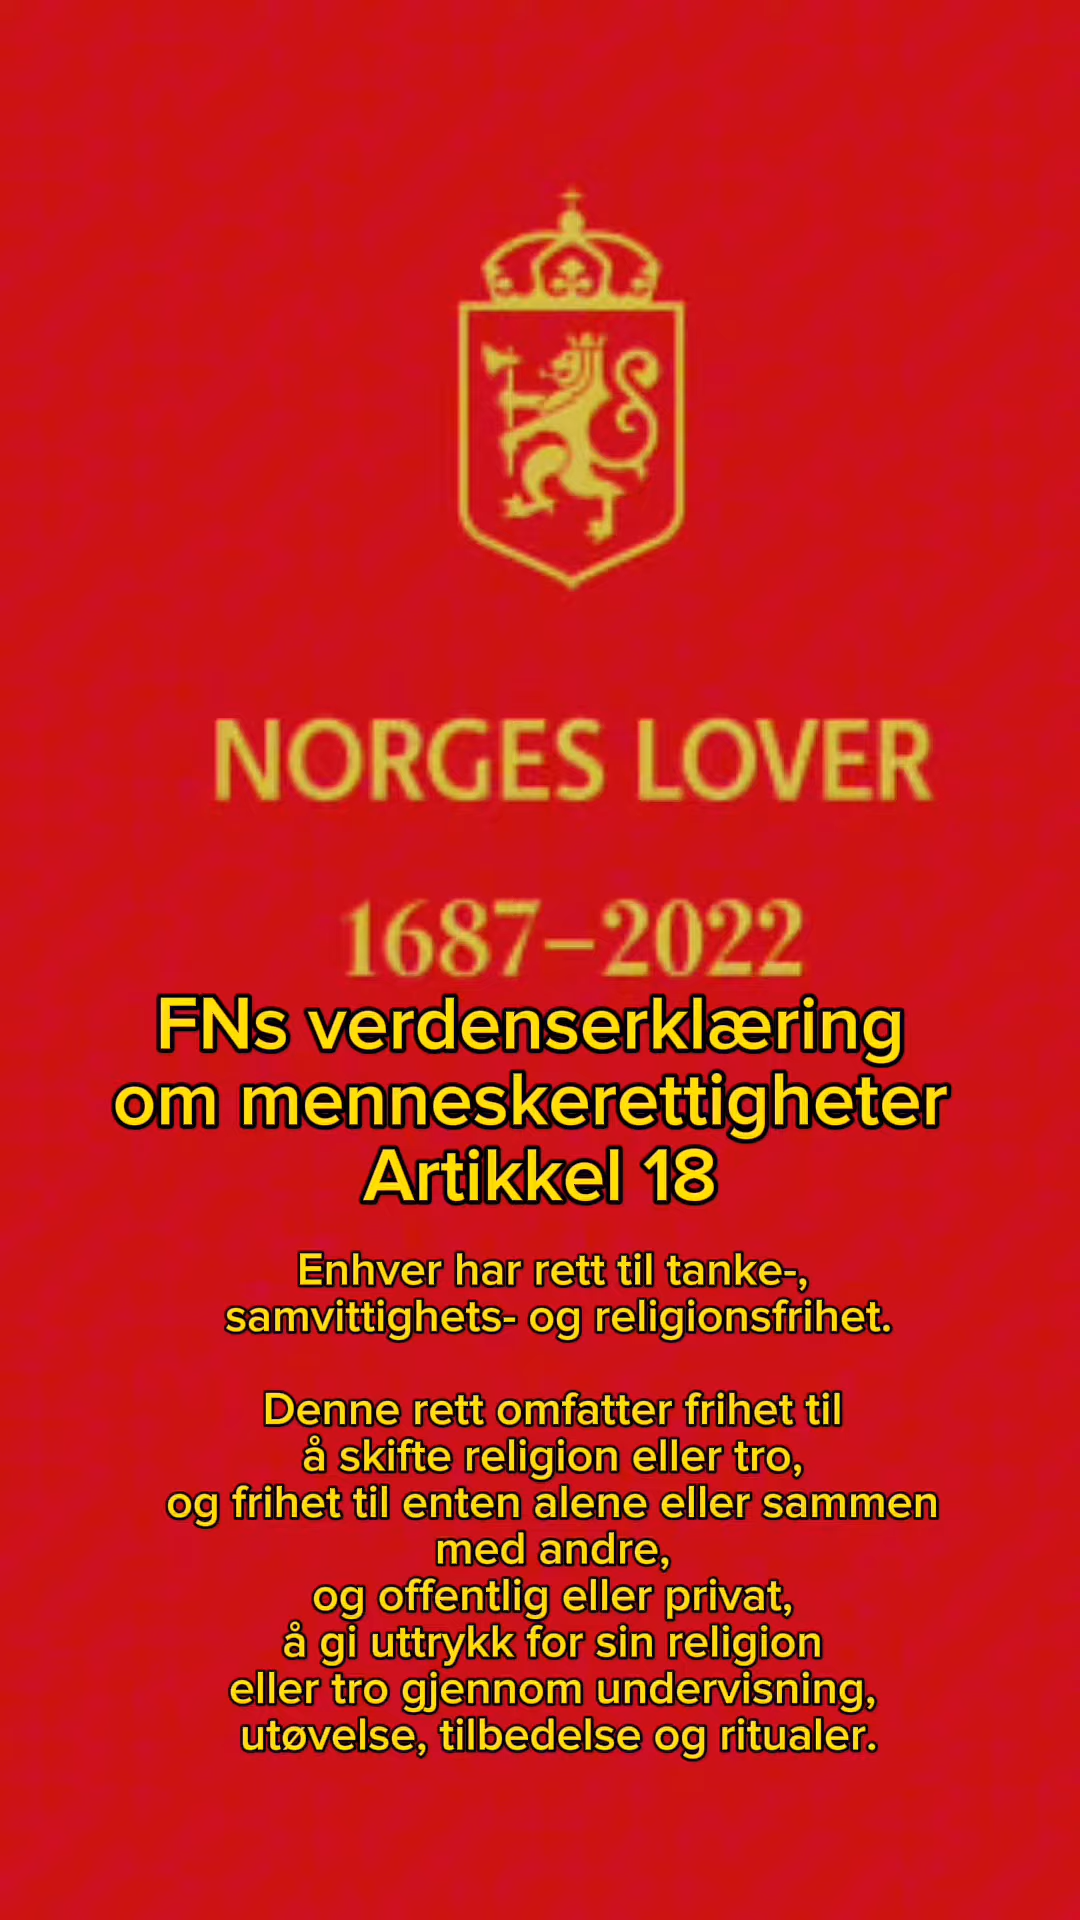 NORGES LOVER
1687–2022
FNs verdenserklæring
om menneskerettigheter
Artikkel 18
Enhver har rett til tanke-,
samvittighets- og religionsfrihet.
Denne rett omfatter frihet til
å skifte religion eller tro,
og frihet til enten alene eller sammen
med andre,
og offentlig eller privat,
å gi uttrykk for sin religion
eller tro gjennom undervisning,
utøvelse, tilbedelse og ritualer.